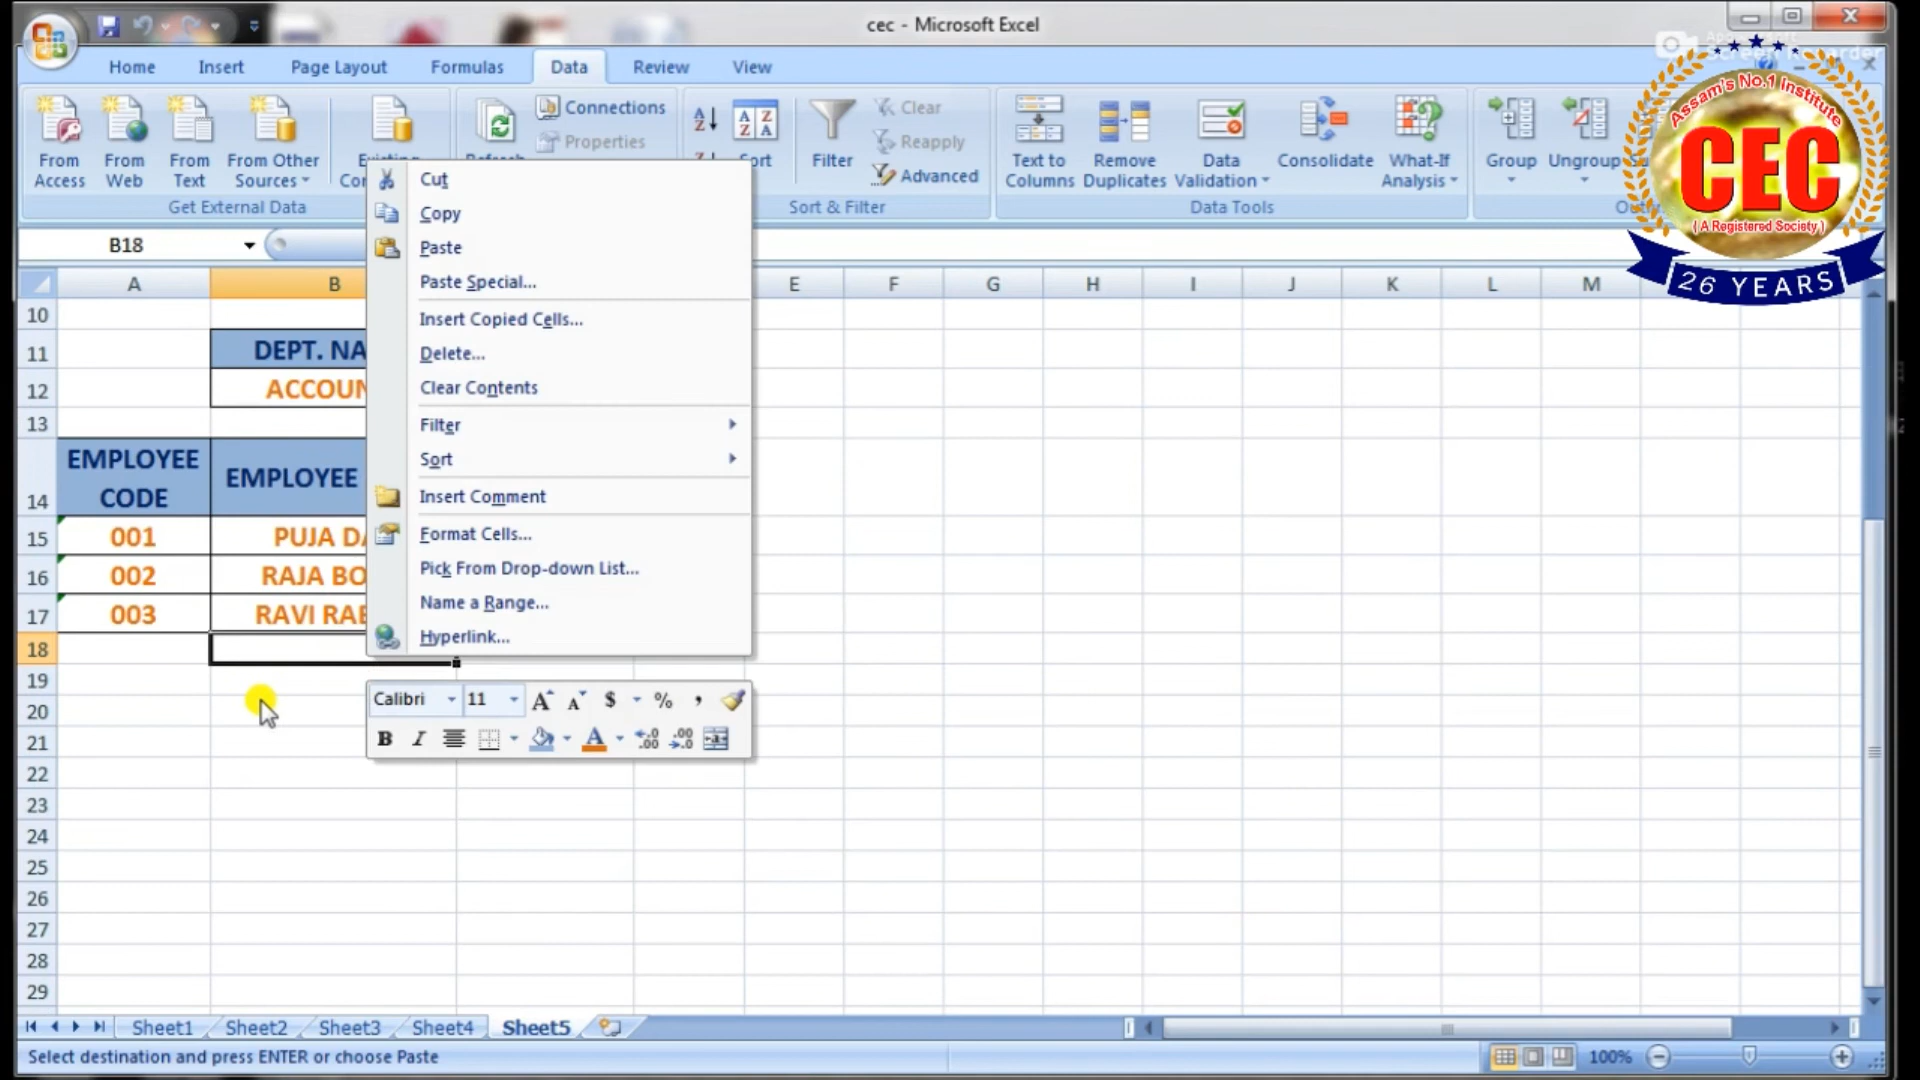 cec - Microsoft Excel
Home Insert Page Layout Formulas Data Review View
From Access
From Web
From Text
From Other Sources
Connections
Properties
Sort
Filter
Clear
Reapply
Advanced
Text to Columns
Remove Duplicates
Data Validation
Consolidate
What-If Analysis
Group
Ungroup
Get External Data
Sort & Filter
Data Tools
Assam's No.1 Institute
CEC
( A Registered Society )
26 YEARS
B18
A B E F G H I J K L M
10
11 DEPT. NA
12 ACCOUN
13
14 EMPLOYEE CODE EMPLOYEE
15 001 PUJA DA
16 002 RAJA BO
17 003 RAVI RA
18
19
20
21
22
23
24
25
26
27
28
29
Cut
Copy
Paste
Paste Special...
Insert Copied Cells...
Delete...
Clear Contents
Filter
Sort
Insert Comment
Format Cells...
Pick From Drop-down List...
Name a Range...
Hyperlink...
Calibri 11 A A $ % ,
B I A .00 .00
Sheet1 Sheet2 Sheet3 Sheet4 Sheet5
Select destination and press ENTER or choose Paste
100%